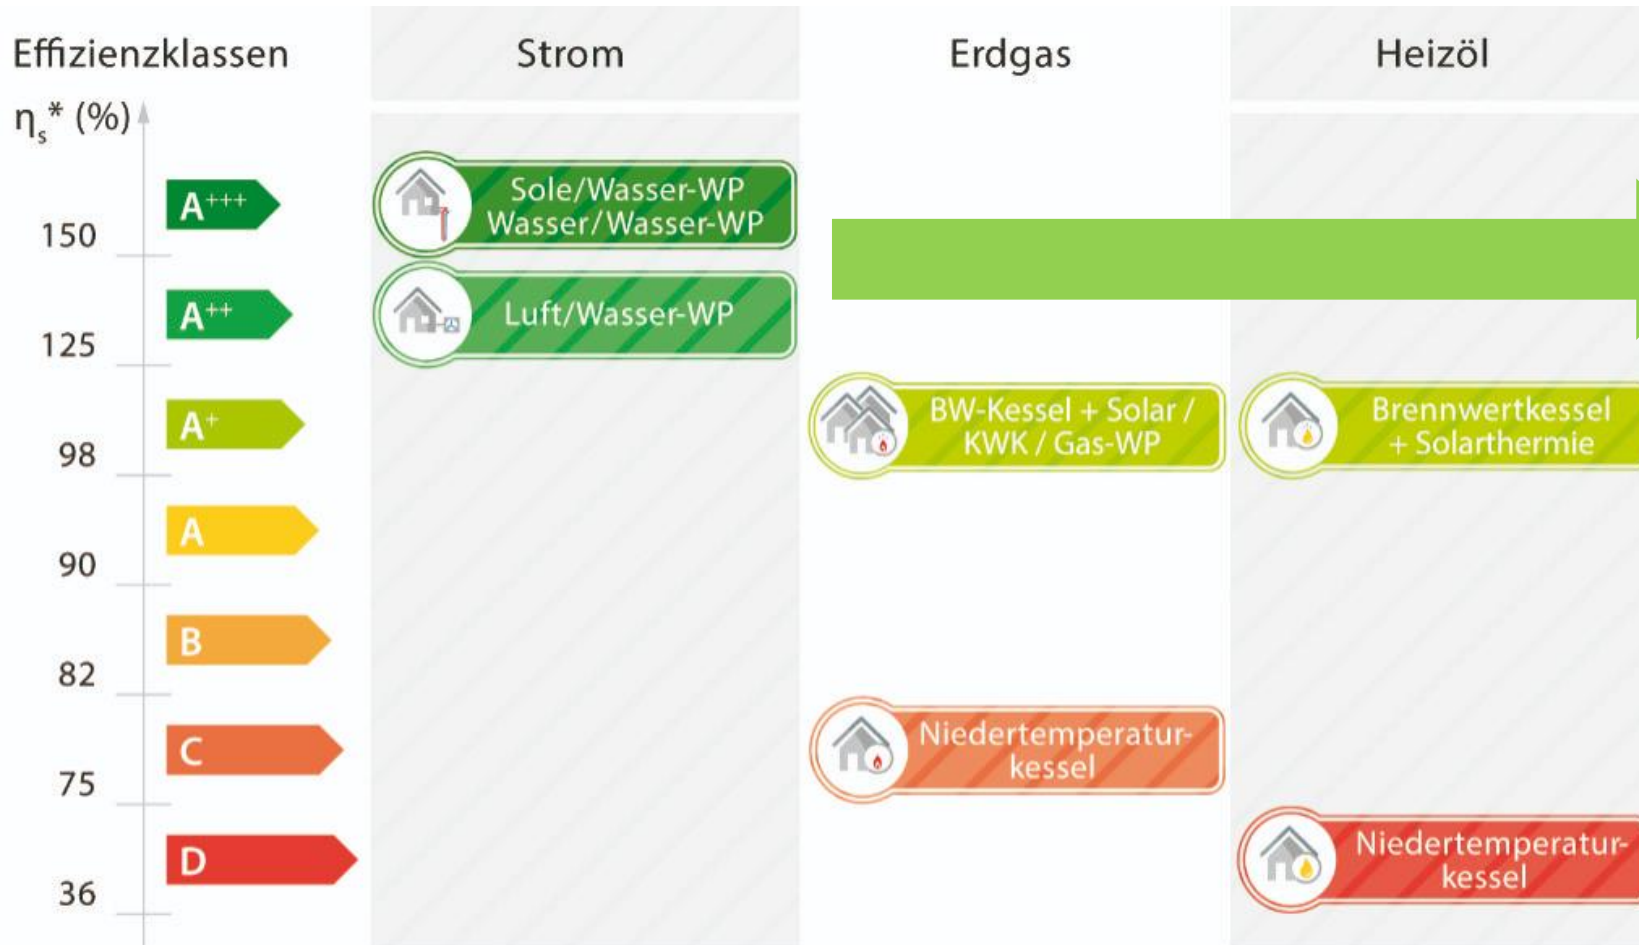 Effizienzklassen
Strom
Erdgas
Heizöl
ηs* (%)
A+++
Sole/Wasser-WP
Wasser/Wasser-WP
150
A++
Luft/Wasser-WP
125
A+
BW-Kessel + Solar /
KWK / Gas-WP
Brennwertkessel
+ Solarthermie
98
A
90
B
82
C
Niedertemperatur-
kessel
75
D
Niedertemperatur-
kessel
36